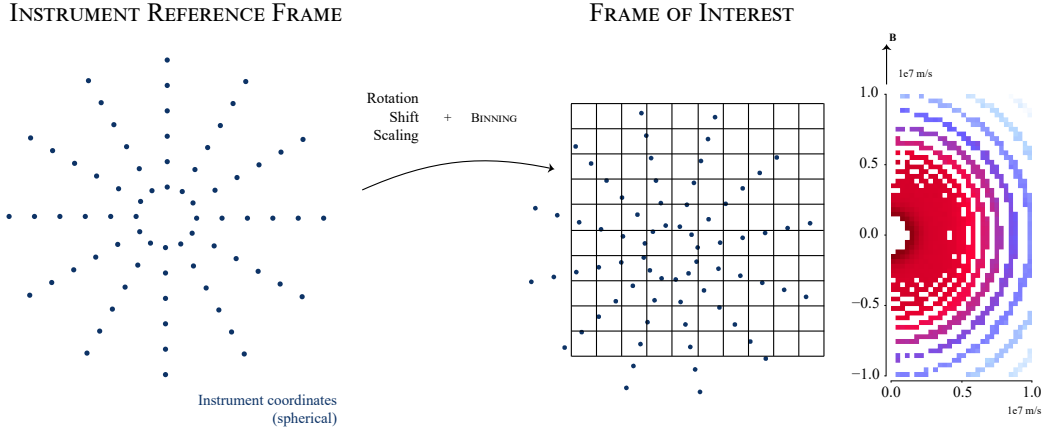 INSTRUMENT REFERENCE FRAME
FRAME OF INTEREST
Rotation
Shift + BINNING
Scaling
Instrument coordinates
(spherical)
B
1e7 m/s
1.0
0.5
0.0
−0.5
−1.0
0.0 0.5 1.0
1e7 m/s